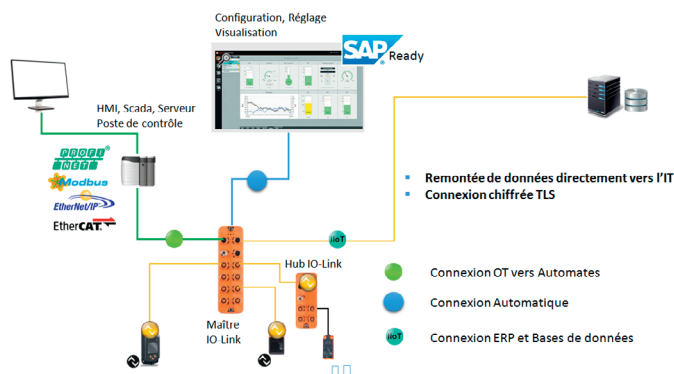 Configuration, Réglage
Visualisation
SAP Ready
HMI, Scada, Serveur
Poste de contrôle
PROFI
NET
Modbus
EtherNet/IP
EtherCAT
Remontée de données directement vers l'IT
Connexion chiffrée TLS
IIoT
Hub IO-Link
Maître
IO-Link
Connexion OT vers Automates
Connexion Automatique
IIoT
Connexion ERP et Bases de données